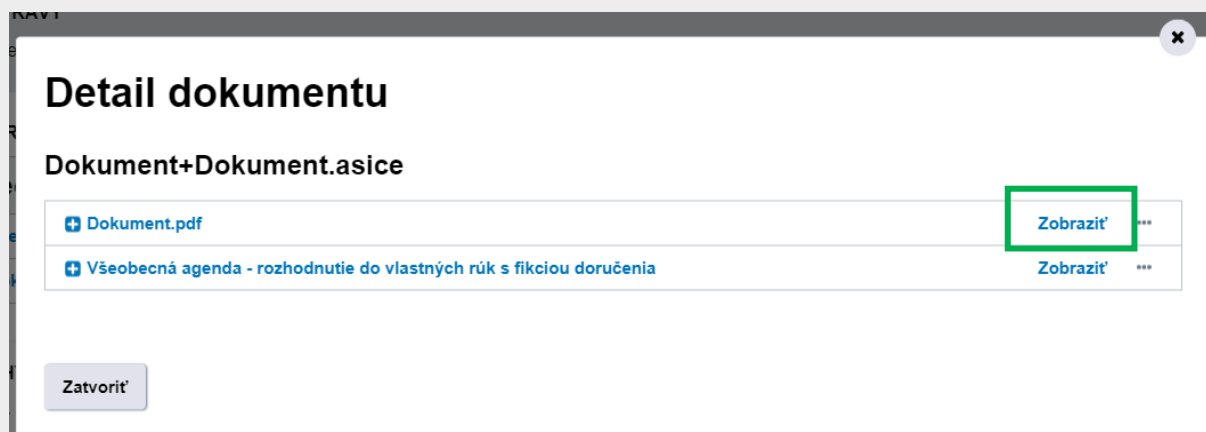 Detail dokumentu
Dokument+Dokument.asice
Dokument.pdf Zobraziť
Všeobecná agenda - rozhodnutie do vlastných rúk s fikciou doručenia Zobraziť
Zatvoriť